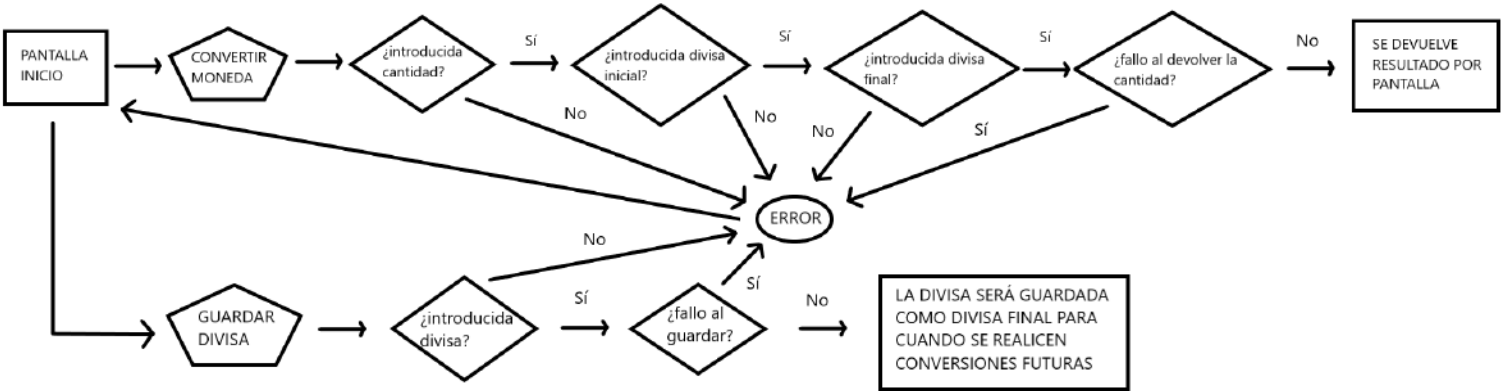 PANTALLA
INICIO
CONVERTIR
MONEDA
¿introducida
cantidad?
Sí
¿introducida divisa
inicial?
Sí
¿introducida divisa
final?
Sí
¿fallo al devolver la
cantidad?
No
SE DEVUELVE
RESULTADO POR
PANTALLA
No
No
No
Sí
ERROR
No
GUARDAR
DIVISA
¿introducida
divisa?
Sí
¿fallo al
guardar?
Sí
No
LA DIVISA SERÁ GUARDADA
COMO DIVISA FINAL PARA
CUANDO SE REALICEN
CONVERSIONES FUTURAS